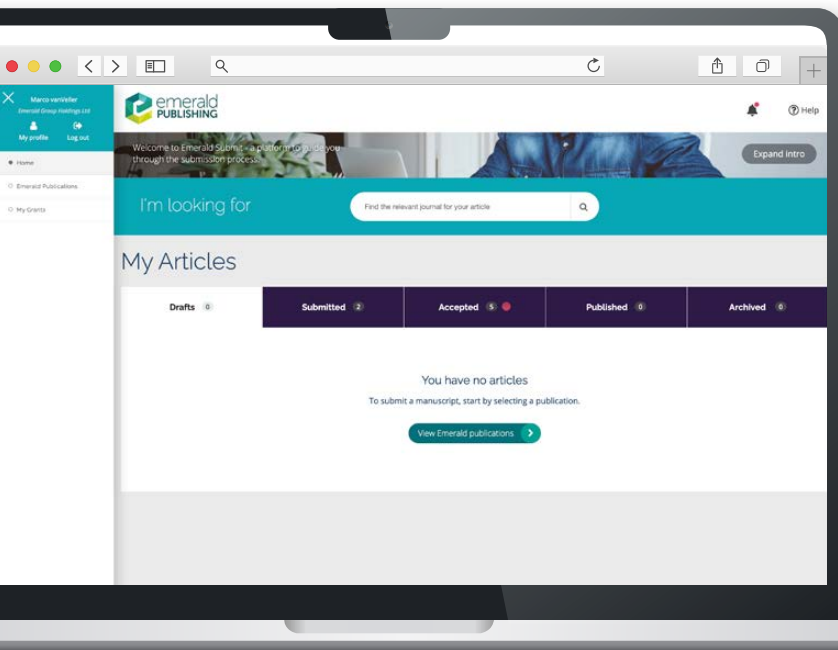 Marco vanVeller
Emerald Group Holdings Ltd
My profile Log out
Home
Emerald Publications
My Grants
emerald
PUBLISHING
Help
Welcome to Emerald Submit - a platform to guide you
through the submission process.
Expand intro
I'm looking for
Find the relevant journal for your article
My Articles
Drafts 0
Submitted 2
Accepted 5
Published 0
Archived 0
You have no articles
To submit a manuscript, start by selecting a publication.
View Emerald publications